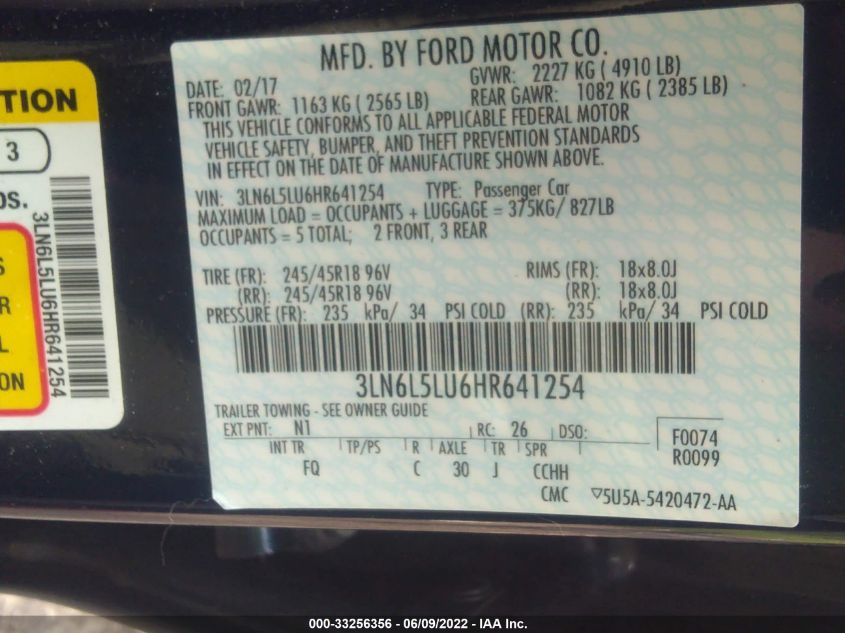 MFD. BY FORD MOTOR CO.
DATE: 02/17 GVWR: 2227 KG ( 4910 LB)
FRONT GAWR: 1163 KG ( 2565 LB) REAR GAWR: 1082 KG ( 2385 LB)
THIS VEHICLE CONFORMS TO ALL APPLICABLE FEDERAL MOTOR
VEHICLE SAFETY, BUMPER, AND THEFT PREVENTION STANDARDS
IN EFFECT ON THE DATE OF MANUFACTURE SHOWN ABOVE.
VIN: 3LN6L5LU6HR641254 TYPE: Passenger Car
MAXIMUM LOAD = OCCUPANTS + LUGGAGE = 375KG/ 827LB
OCCUPANTS = 5 TOTAL; 2 FRONT, 3 REAR
TIRE (FR): 245/45R18 96V RIMS (FR): 18x8.0J
(RR): 245/45R18 96V (RR): 18x8.0J
PRESSURE (FR): 235 kPa/ 34 PSI COLD (RR): 235 kPa/ 34 PSI COLD
3LN6L5LU6HR641254
TRAILER TOWING - SEE OWNER GUIDE
EXT PNT: N1 RC: 26 DSO:
INT TR TP/PS R AXLE TR SPR
FQ C 30 J CCHH
F0074
R0099
CMC 5U5A-5420472-AA
TION
3
OS.
3LN6L5LU6HR641254
S
R
L
ON
000-33256356 - 06/09/2022 - IAA Inc.